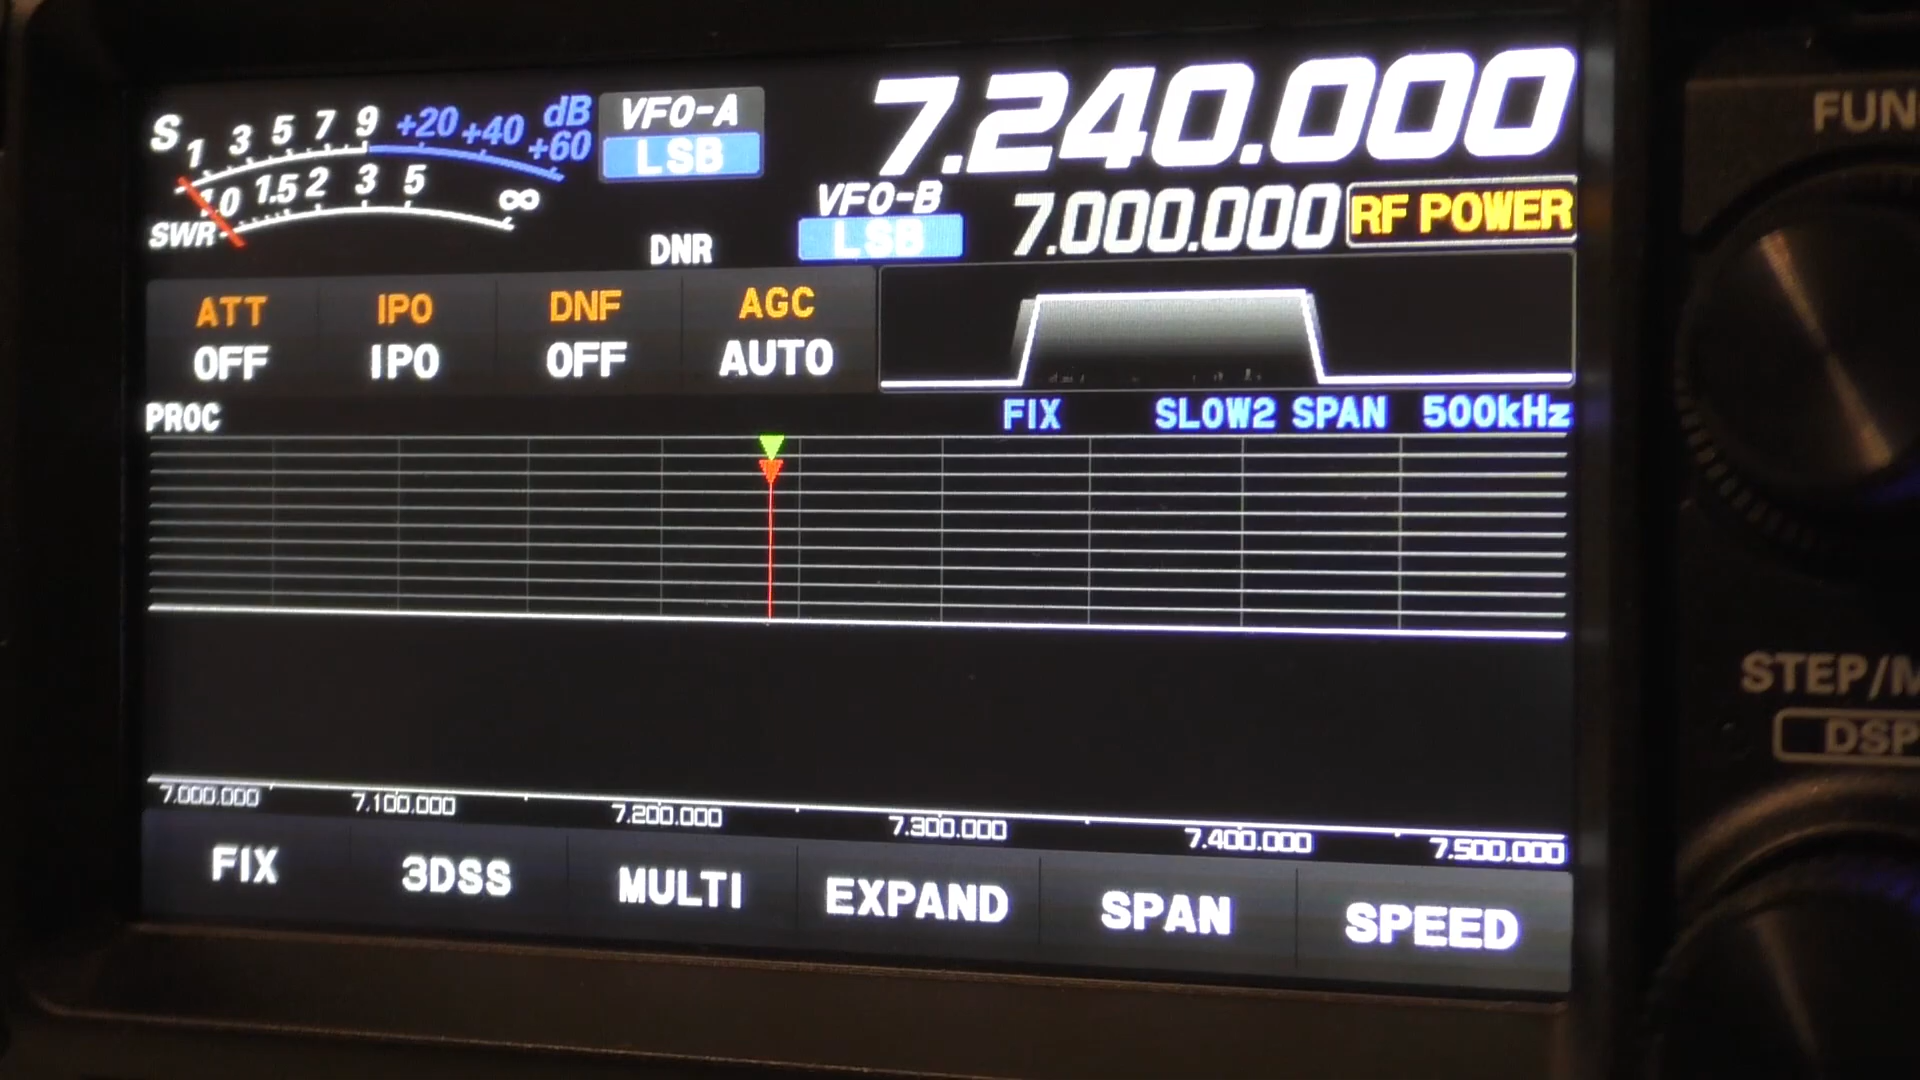 S 1 3 5 7 9 +20 +40 +60 dB
1.0 1.5 2 3 5 ∞
SWR
VFO-A
LSB
7.240.000
VFO-B
LSB
7.000.000
RF POWER
DNR
ATT IPO DNF AGC
OFF IPO OFF AUTO
PROC
FIX SLOW2 SPAN 500kHz
7.000.000 7.100.000 7.200.000 7.300.000 7.400.000 7.500.000
FIX 3DSS MULTI EXPAND SPAN SPEED
FUN
STEP/M
DSP